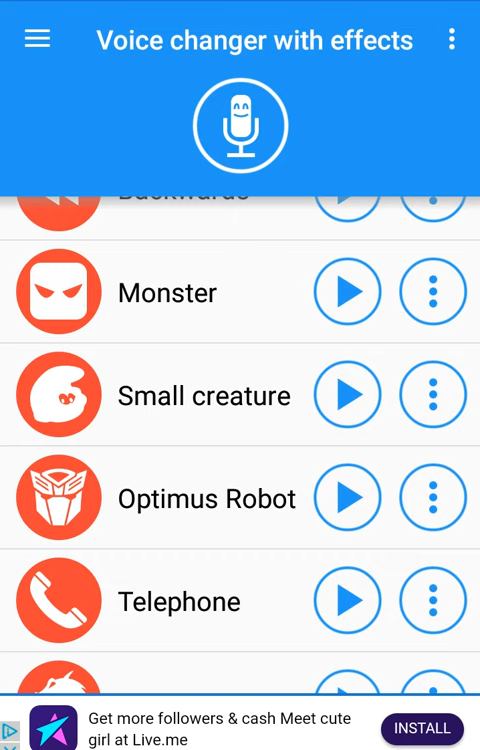 Voice changer with effects
Backwards
Monster
Small creature
Optimus Robot
Telephone
Get more followers & cash Meet cute
girl at Live.me
INSTALL